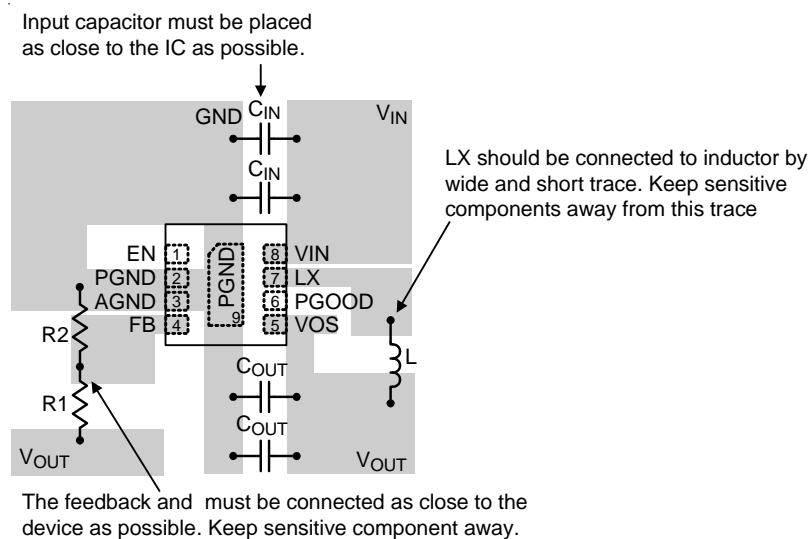 Input capacitor must be placed
as close to the IC as possible.
GND
CIN
VIN
CIN
LX should be connected to inductor by
wide and short trace. Keep sensitive
components away from this trace
EN 1
PGND 2
AGND 3
FB 4
PGND
9
8 VIN
7 LX
6 PGOOD
5 VOS
R2
R1
COUT
COUT
L
VOUT
VOUT
The feedback and  must be connected as close to the
device as possible. Keep sensitive component away.